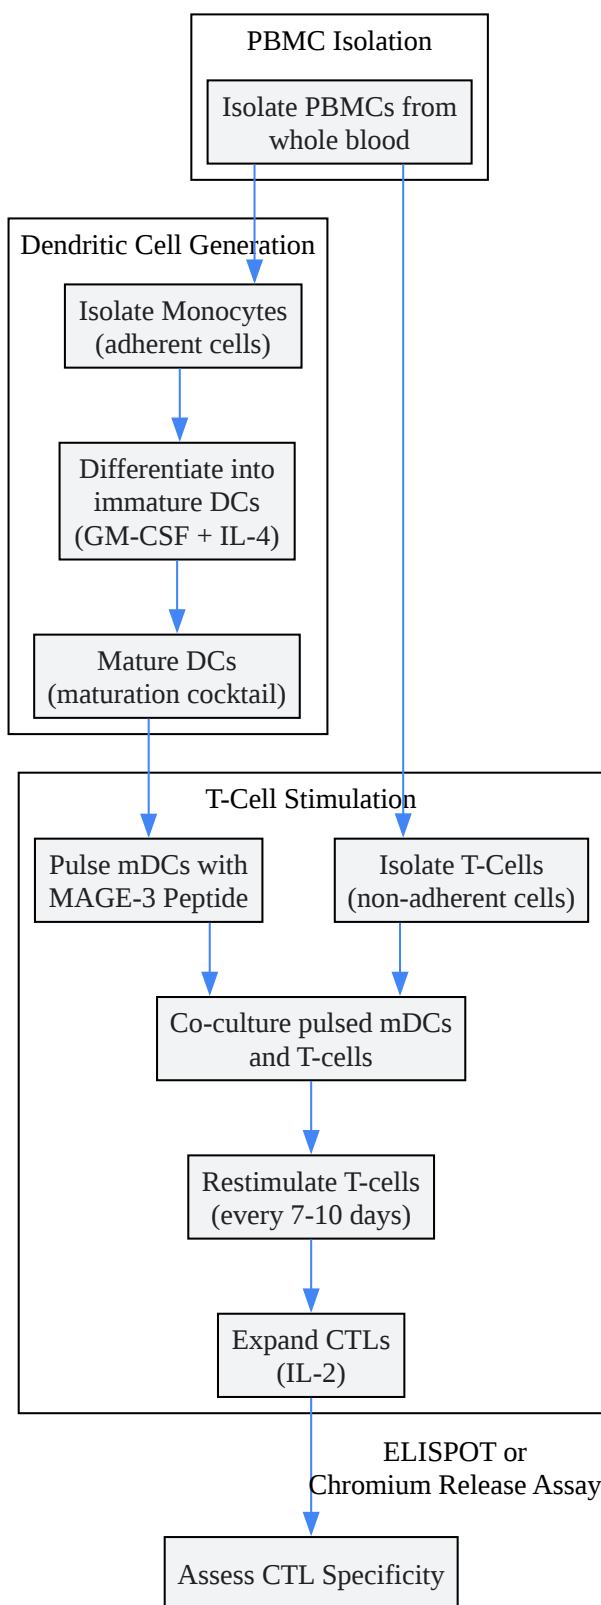 PBMC Isolation
Isolate PBMCs from
whole blood
Dendritic Cell Generation
Isolate Monocytes
(adherent cells)
Differentiate into
immature DCs
(GM-CSF + IL-4)
Mature DCs
(maturation cocktail)
T-Cell Stimulation
Pulse mDCs with
MAGE-3 Peptide
Isolate T-Cells
(non-adherent cells)
Co-culture pulsed mDCs
and T-cells
Restimulate T-cells
(every 7-10 days)
Expand CTLs
(IL-2)
ELISPOT or
Chromium Release Assay
Assess CTL Specificity